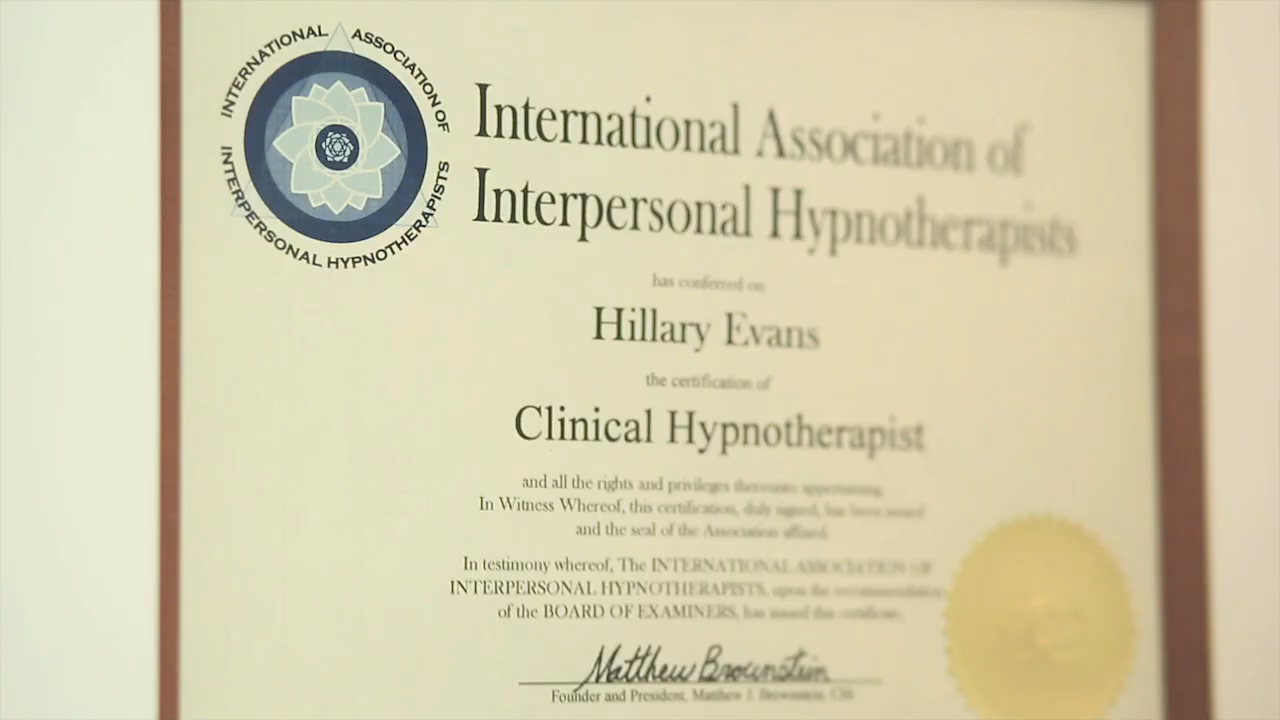 INTERNATIONAL ASSOCIATION OF
INTERPERSONAL HYPNOTHERAPISTS
International Association of
Interpersonal Hypnotherapists
has conferred on
Hillary Evans
the certification of
Clinical Hypnotherapist
and all the rights and privileges thereunto appertaining
In Witness Whereof, this certification, duly signed, has been issued
and the seal of the Association affixed.
In testimony whereof, The INTERNATIONAL ASSOCIATION OF
INTERPERSONAL HYPNOTHERAPISTS, upon the recommendation
of the BOARD OF EXAMINERS, has issued this certificate.
Matthew Brownstein
Founder and President, Matthew J. Brownstein,